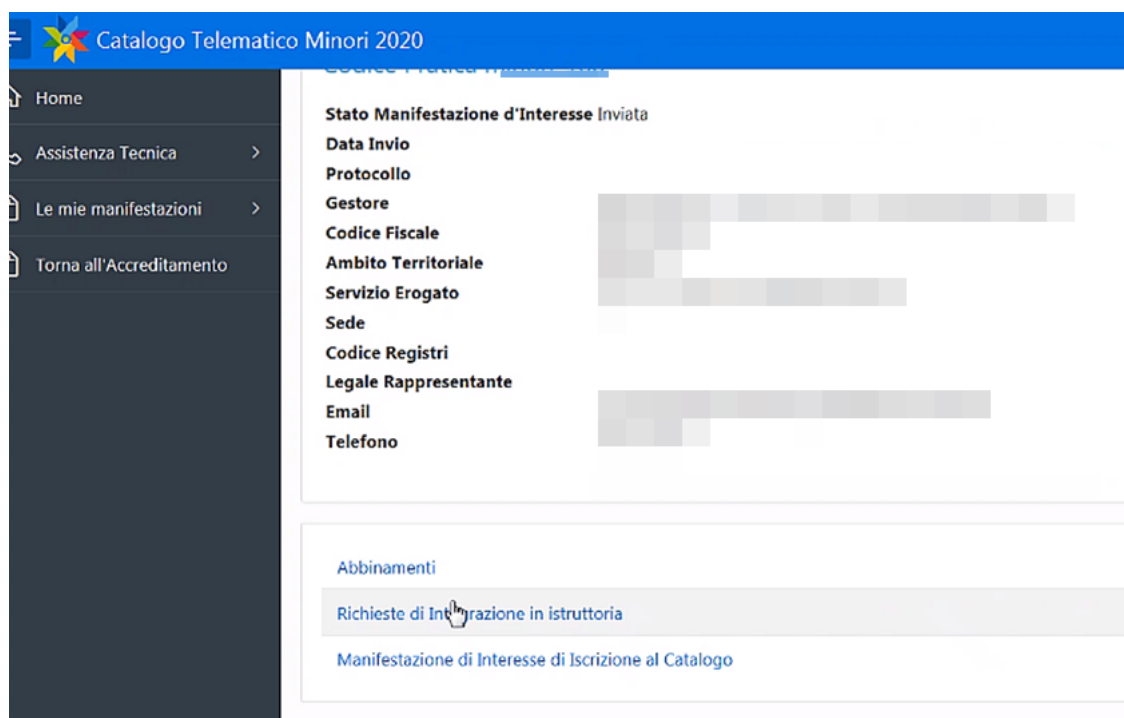 Catalogo Telematico Minori 2020
Home
Assistenza Tecnica
Le mie manifestazioni
Torna all'Accreditamento
Codice Pratica
Stato Manifestazione d'Interesse Inviata
Data Invio
Protocollo
Gestore
Codice Fiscale
Ambito Territoriale
Servizio Erogato
Sede
Codice Registri
Legale Rappresentante
Email
Telefono
Abbinamenti
Richieste di Integrazione in istruttoria
Manifestazione di Interesse di Iscrizione al Catalogo